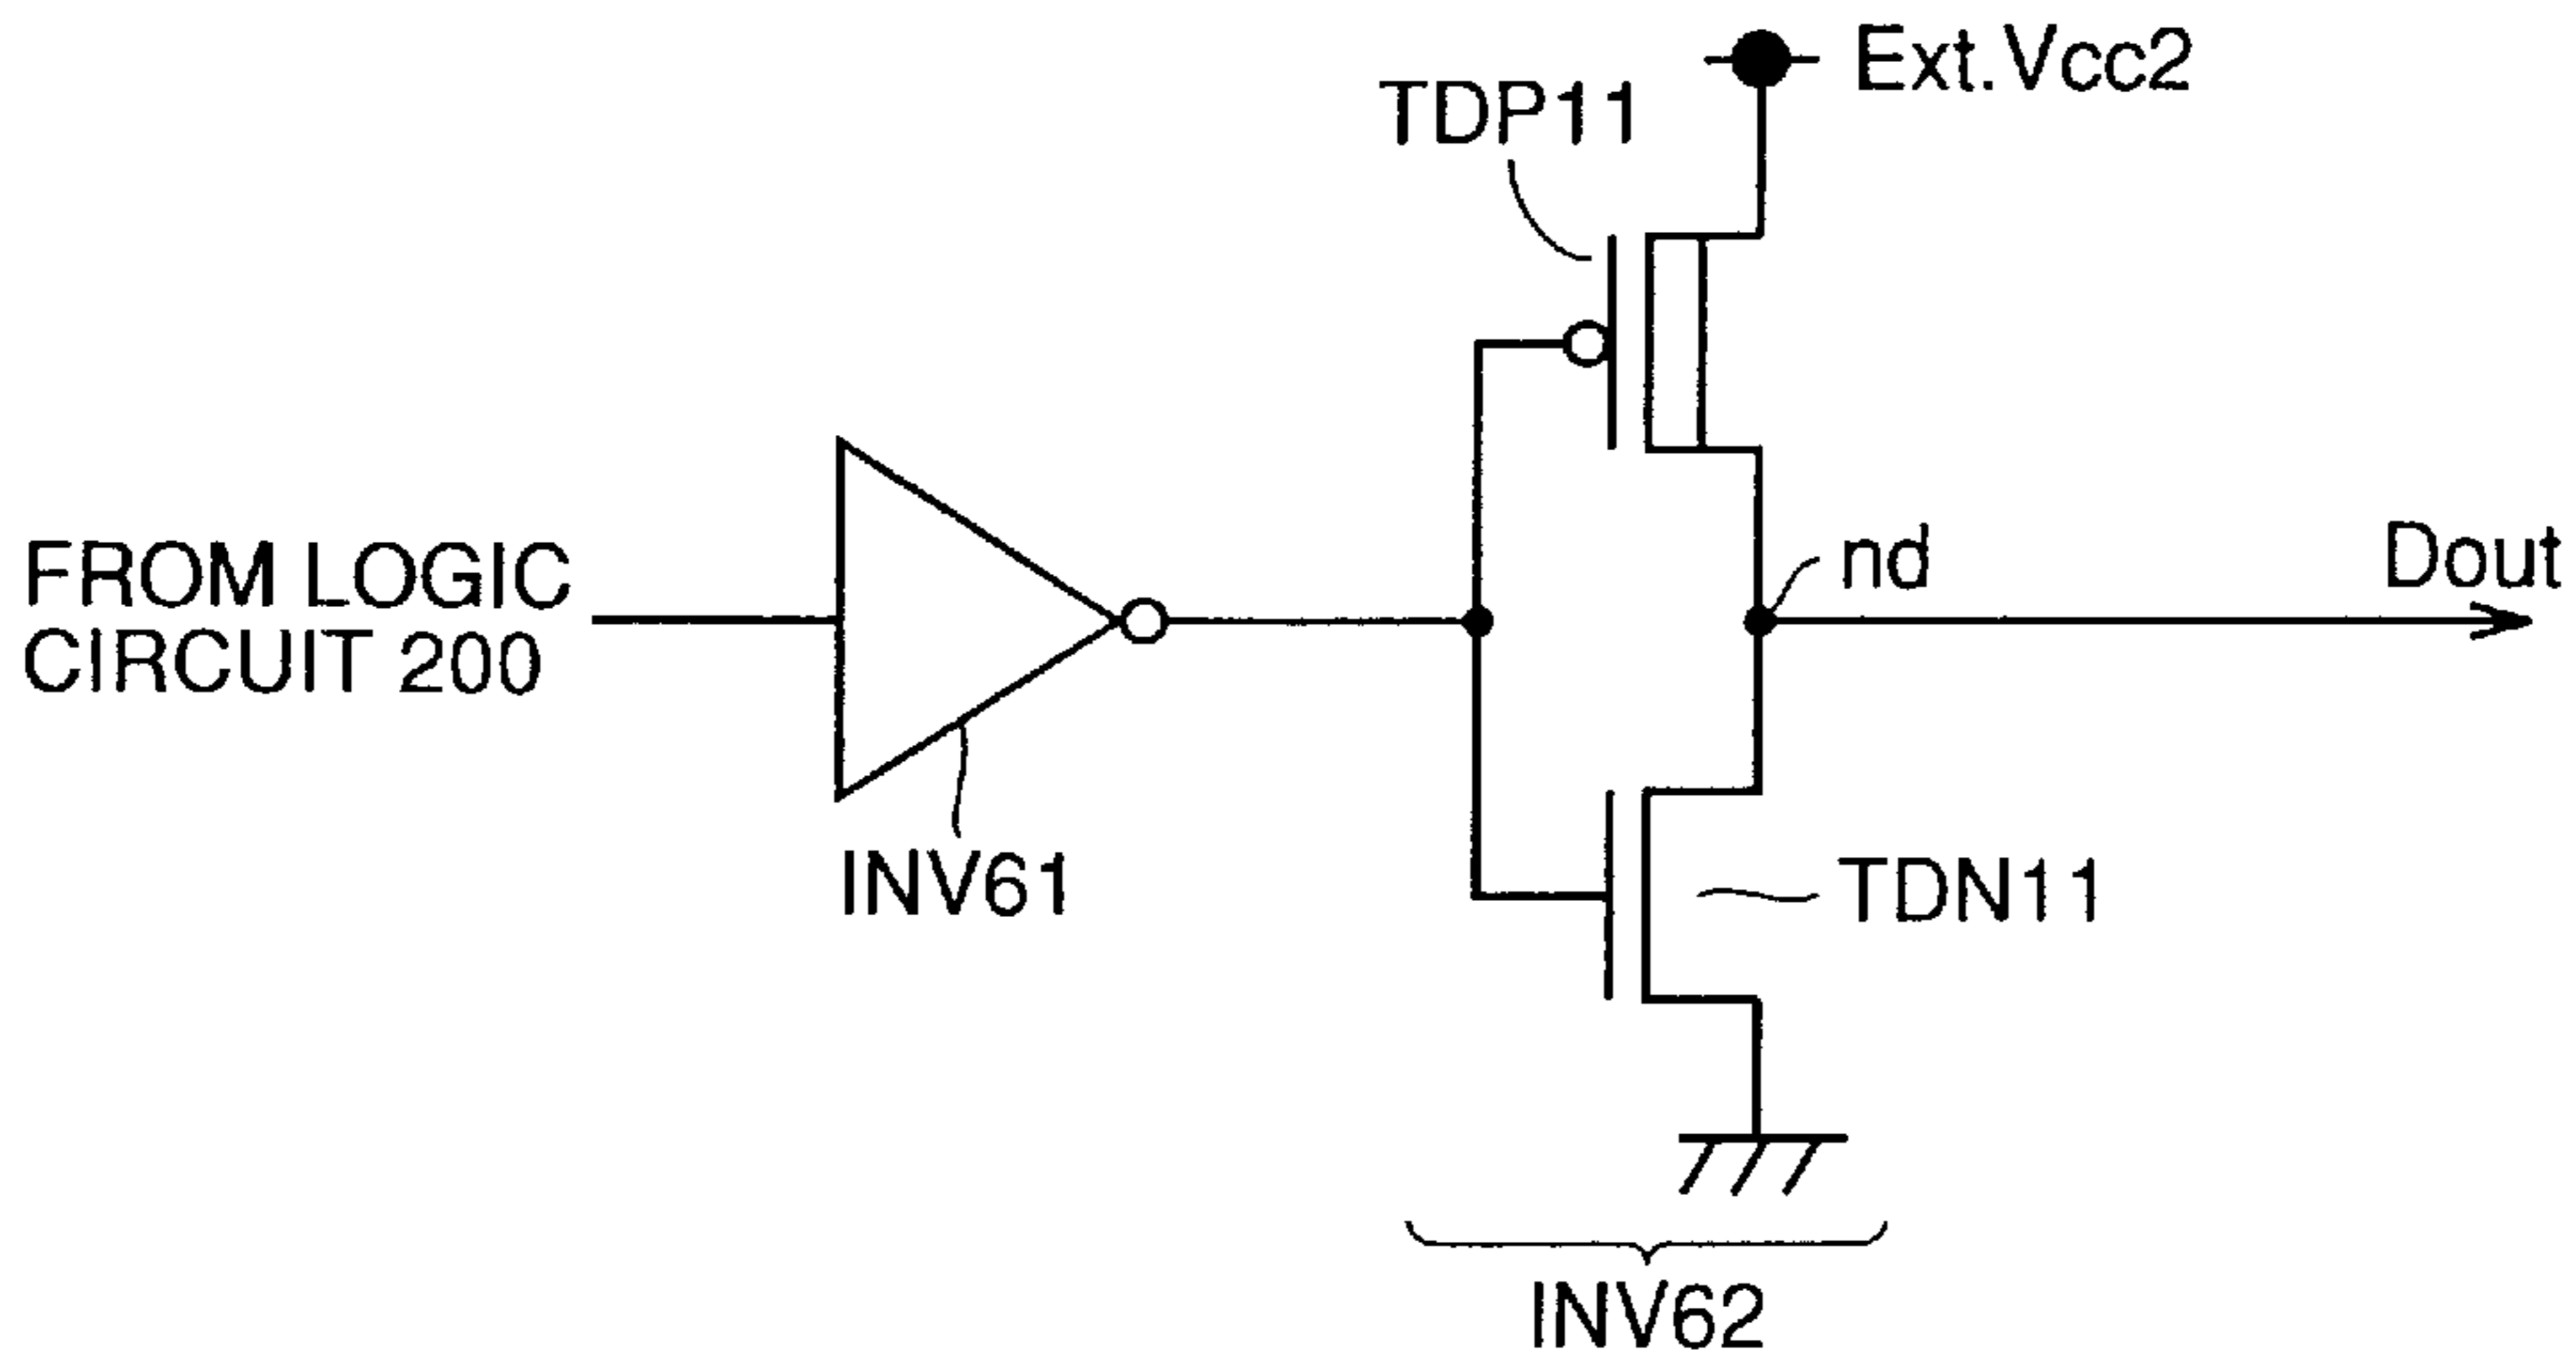 Ext.Vcc2
TDP11
FROM LOGIC
CIRCUIT 200
nd
Dout
INV61
TDN11
INV62